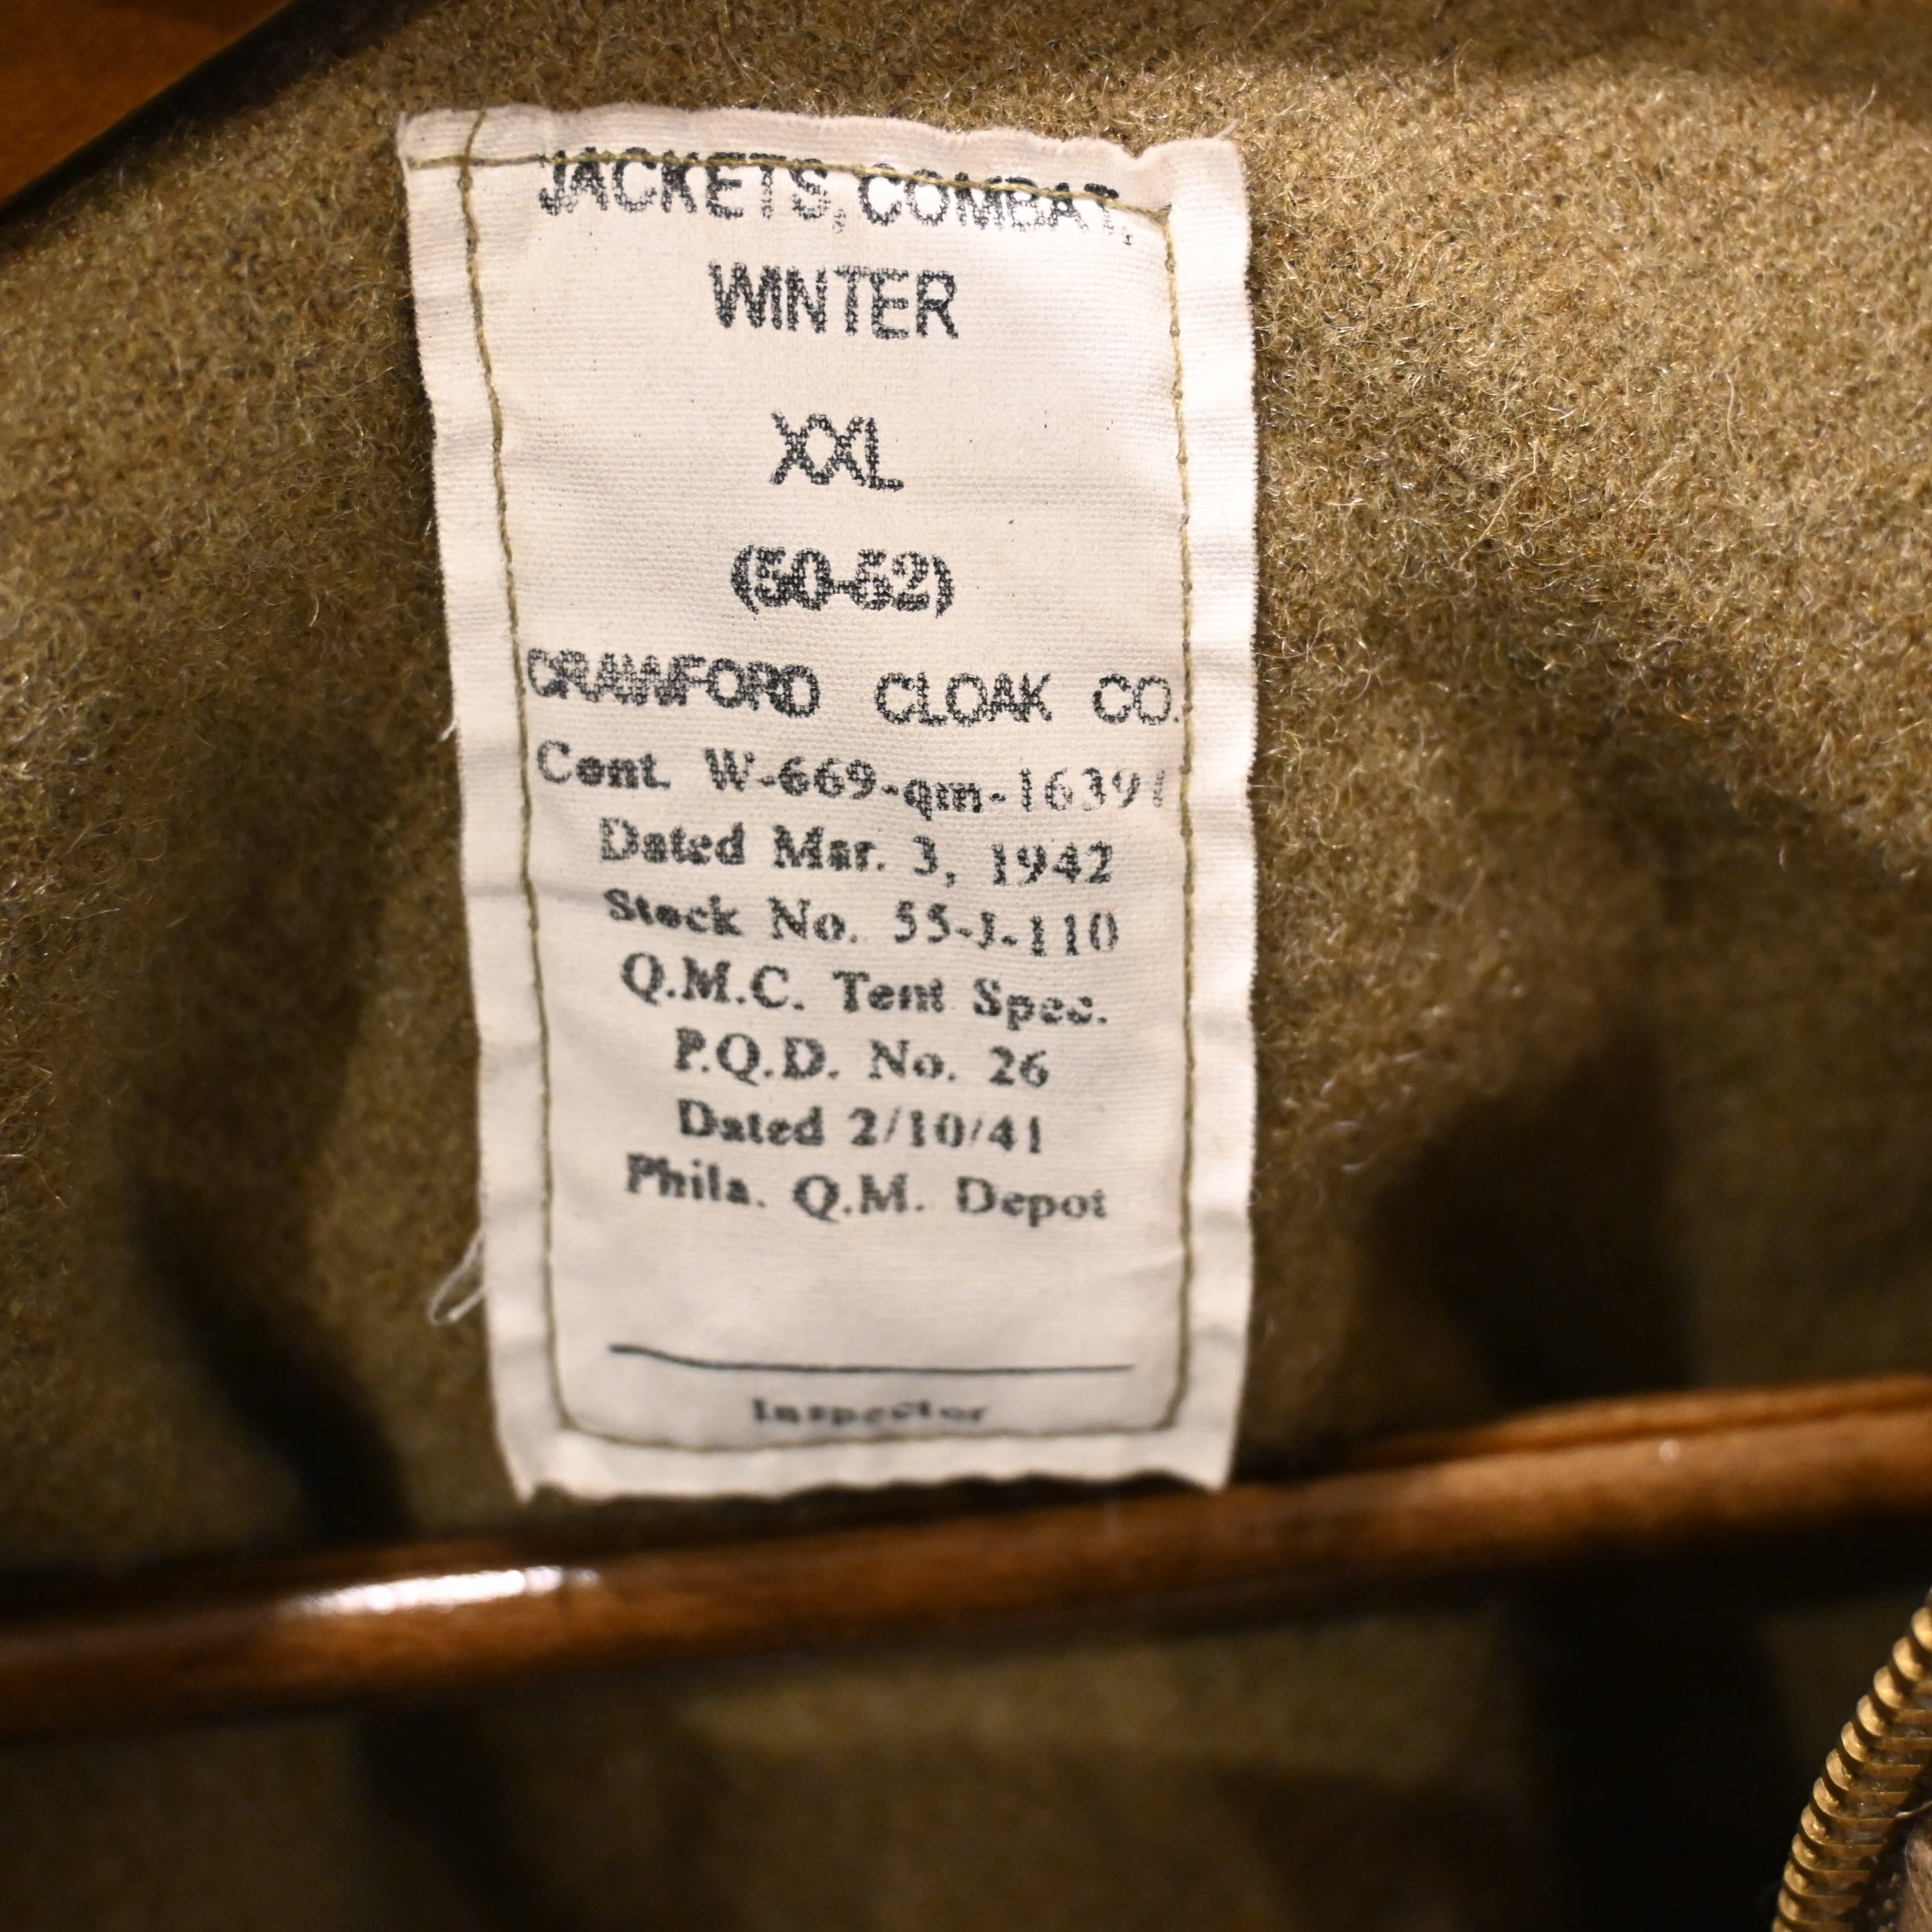 JACKETS, COMBAT,
WINTER
XXL
(50-52)
CRAWFORD CLOAK CO.
Cont. W-669-qm-16391
Dated Mar. 3, 1942
Stock No. 55-J-110
Q.M.C. Tent Spec.
P.Q.D. No. 26
Dated 2/10/41
Phila. Q.M. Depot
Inspector